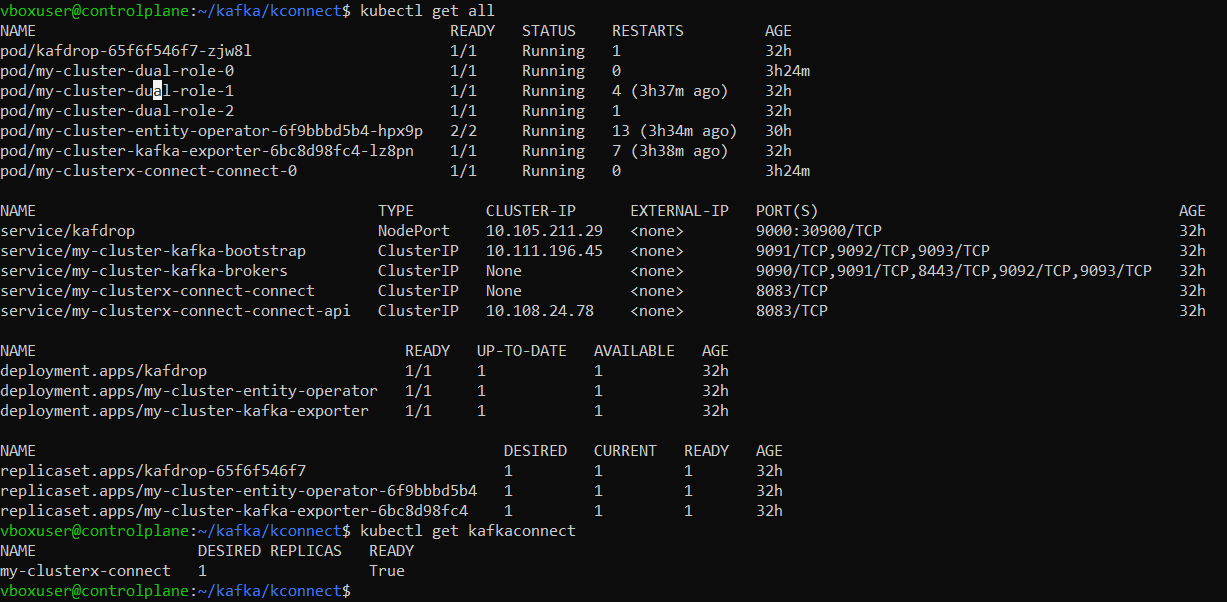 vboxuser@controlplane:~/kafka/kconnect$ kubectl get all
NAME READY STATUS RESTARTS AGE
pod/kafdrop-65f6f546f7-zjw8l 1/1 Running 1 32h
pod/my-cluster-dual-role-0 1/1 Running 0 3h24m
pod/my-cluster-dual-role-1 1/1 Running 4 (3h37m ago) 32h
pod/my-cluster-dual-role-2 1/1 Running 1 32h
pod/my-cluster-entity-operator-6f9bbbd5b4-hpx9p 2/2 Running 13 (3h34m ago) 30h
pod/my-cluster-kafka-exporter-6bc8d98fc4-lz8pn 1/1 Running 7 (3h38m ago) 32h
pod/my-clusterx-connect-connect-0 1/1 Running 0 3h24m
NAME TYPE CLUSTER-IP EXTERNAL-IP PORT(S) AGE
service/kafdrop NodePort 10.105.211.29 <none> 9000:30900/TCP 32h
service/my-cluster-kafka-bootstrap ClusterIP 10.111.196.45 <none> 9091/TCP,9092/TCP,9093/TCP 32h
service/my-cluster-kafka-brokers ClusterIP None <none> 9090/TCP,9091/TCP,8443/TCP,9092/TCP,9093/TCP 32h
service/my-clusterx-connect-connect ClusterIP None <none> 8083/TCP 32h
service/my-clusterx-connect-connect-api ClusterIP 10.108.24.78 <none> 8083/TCP 32h
NAME READY UP-TO-DATE AVAILABLE AGE
deployment.apps/kafdrop 1/1 1 1 32h
deployment.apps/my-cluster-entity-operator 1/1 1 1 32h
deployment.apps/my-cluster-kafka-exporter 1/1 1 1 32h
NAME DESIRED CURRENT READY AGE
replicaset.apps/kafdrop-65f6f546f7 1 1 1 32h
replicaset.apps/my-cluster-entity-operator-6f9bbbd5b4 1 1 1 32h
replicaset.apps/my-cluster-kafka-exporter-6bc8d98fc4 1 1 1 32h
vboxuser@controlplane:~/kafka/kconnect$ kubectl get kafkaconnect
NAME DESIRED REPLICAS READY
my-clusterx-connect 1 True
vboxuser@controlplane:~/kafka/kconnect$